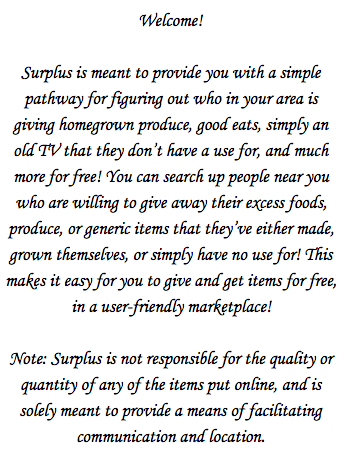 Welcome!
Surplus is meant to provide you with a simple
pathway for figuring out who in your area is
giving homegrown produce, good eats, simply an
old TV that they don't have a use for, and much
more for free! You can search up people near you
who are willing to give away their excess foods,
produce, or generic items that they've either made,
grown themselves, or simply have no use for! This
makes it easy for you to give and get items for free,
in a user-friendly marketplace!
Note: Surplus is not responsible for the quality or
quantity of any of the items put online, and is
solely meant to provide a means of facilitating
communication and location.